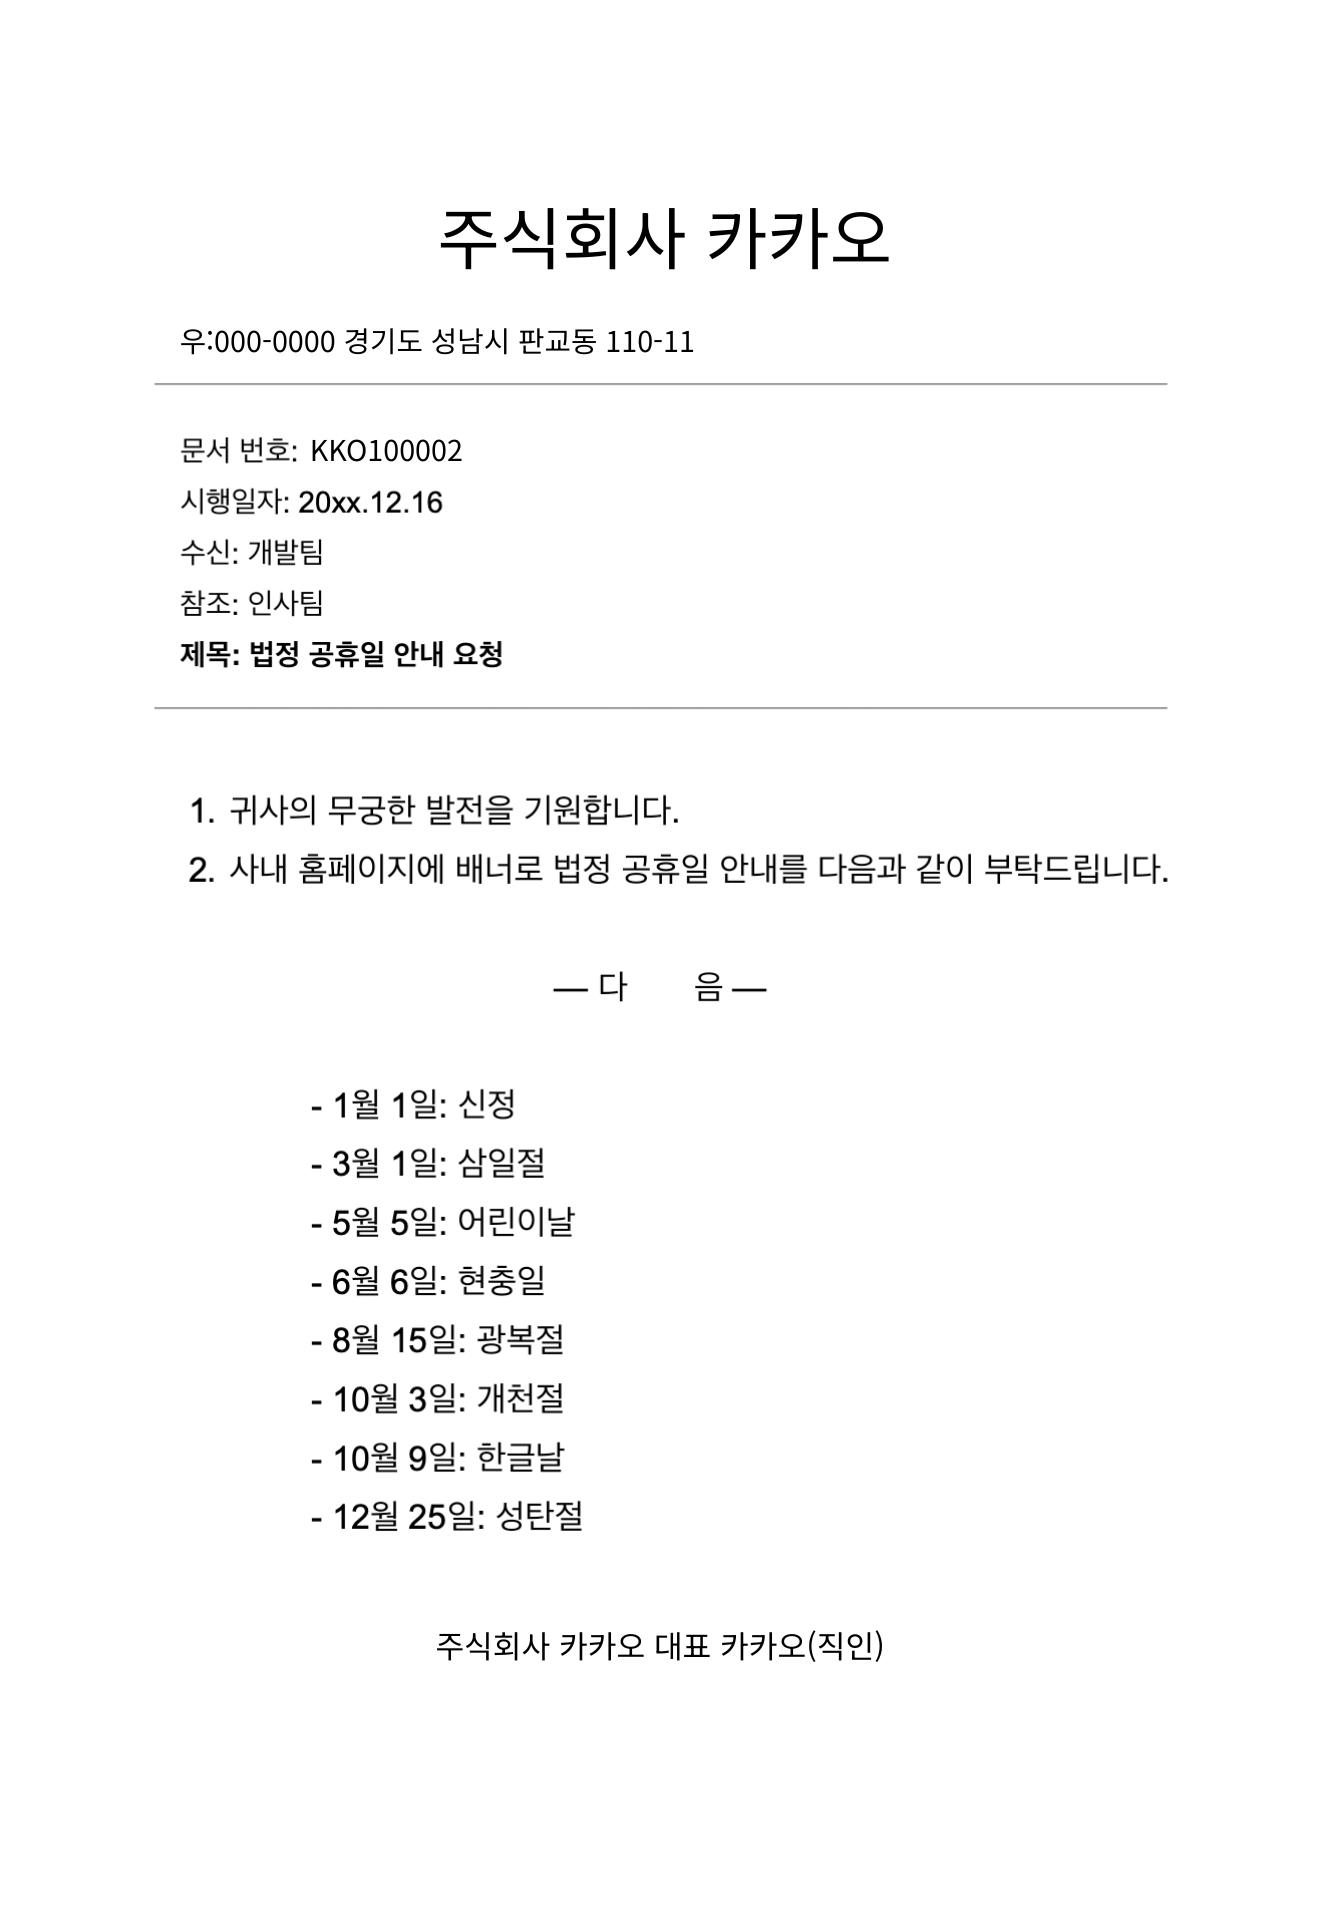 주식회사 카카오
우:000-0000 경기도 성남시 판교동 110-11
문서 번호: KKO100002
시행일자: 20xx.12.16
수신: 개발팀
참조: 인사팀
제목: 법정 공휴일 안내 요청
1. 귀사의 무궁한 발전을 기원합니다.
2. 사내 홈페이지에 배너로 법정 공휴일 안내를 다음과 같이 부탁드립니다.
— 다 음 —
- 1월 1일: 신정
- 3월 1일: 삼일절
- 5월 5일: 어린이날
- 6월 6일: 현충일
- 8월 15일: 광복절
- 10월 3일: 개천절
- 10월 9일: 한글날
- 12월 25일: 성탄절
주식회사 카카오 대표 카카오(직인)